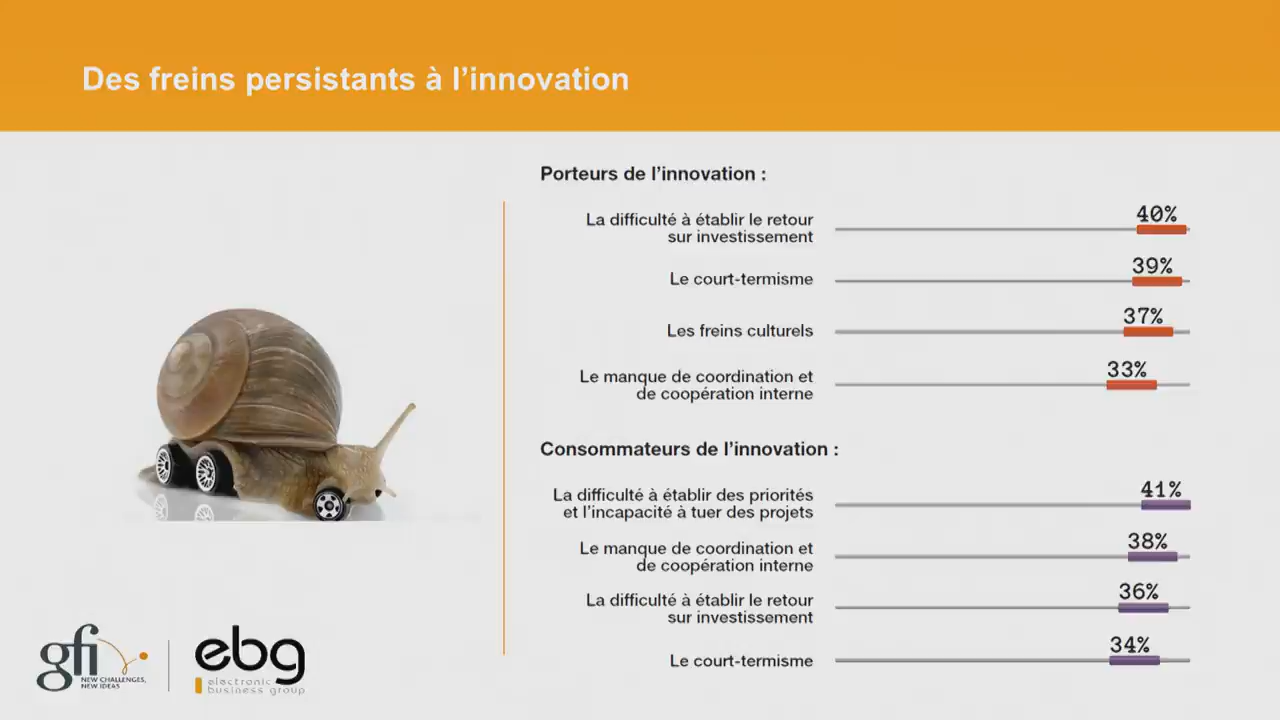 Des freins persistants à l'innovation
Porteurs de l'innovation :
La difficulté à établir le retour
sur investissement
40%
Le court-termisme
39%
Les freins culturels
37%
Le manque de coordination et
de coopération interne
33%
Consommateurs de l'innovation :
La difficulté à établir des priorités
et l'incapacité à tuer des projets
41%
Le manque de coordination et
de coopération interne
38%
La difficulté à établir le retour
sur investissement
36%
Le court-termisme
34%
gfi
NEW CHALLENGES,
NEW IDEAS
ebg
electronic
business group